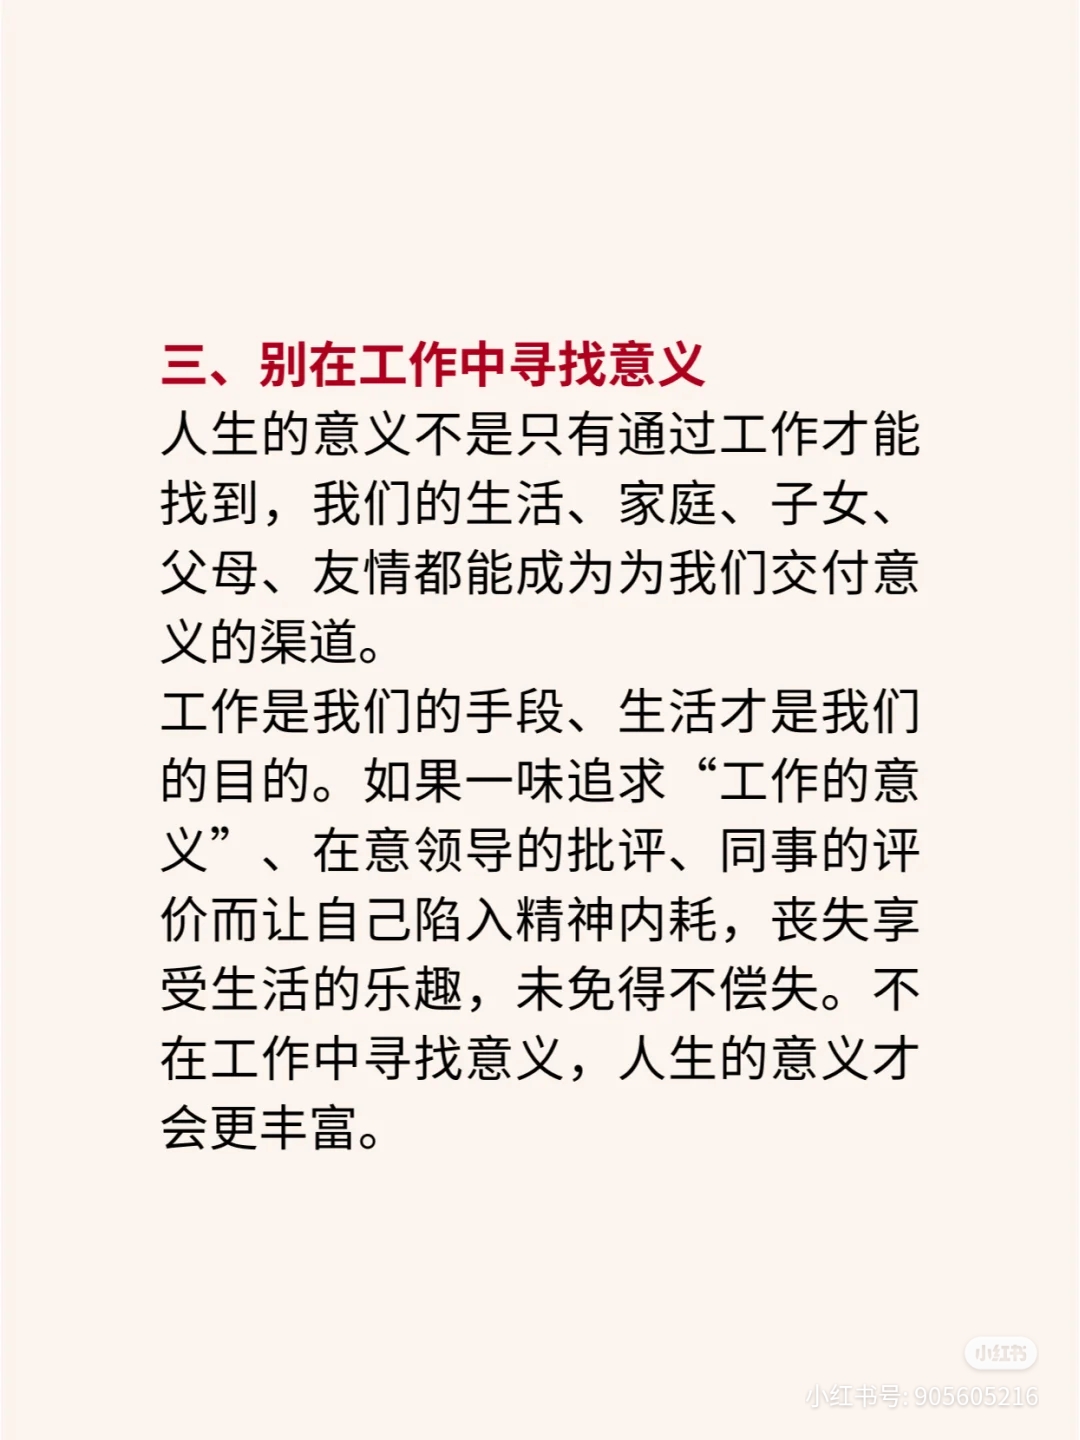 三、别在工作中寻找意义
人生的意义不是只有通过工作才能
找到，我们的生活、家庭、子女、
父母、友情都能成为为我们交付意
义的渠道。
工作是我们的手段、生活才是我们
的目的。如果一味追求“工作的意
义”、在意领导的批评、同事的评
价而让自己陷入精神内耗，丧失享
受生活的乐趣，未免得不偿失。不
在工作中寻找意义，人生的意义才
会更丰富。
小红书
小红书号: 905605216